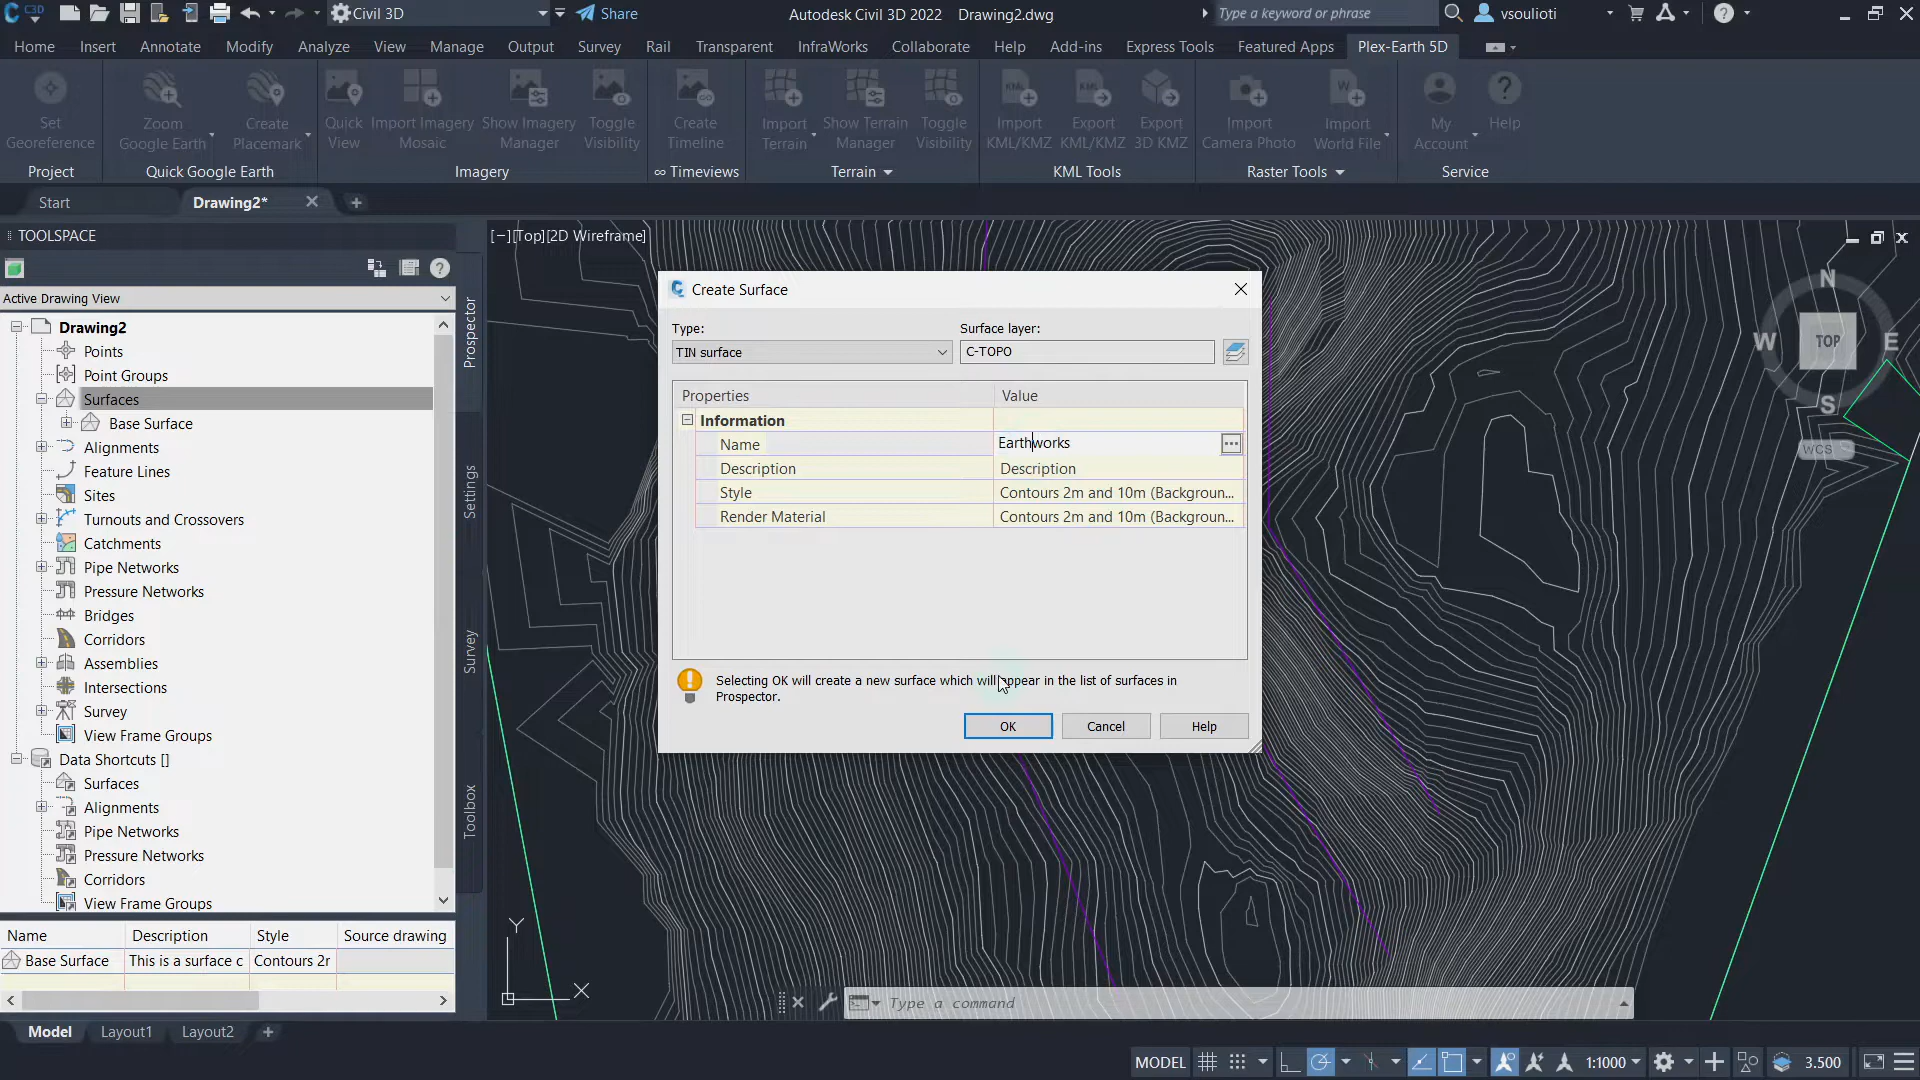 C3D Civil 3D Share Autodesk Civil 3D 2022 Drawing2.dwg Type a keyword or phrase vsoulioti
Home Insert Annotate Modify Analyze View Manage Output Survey Rail Transparent InfraWorks Collaborate Help Add-ins Express Tools Featured Apps Plex-Earth 5D
Set Zoom Create Quick Import Imagery Show Imagery Toggle Create Import Show Terrain Toggle Import Export Export Import Import My Help
Georeference Google Earth Placemark View Mosaic Manager Visibility Timeline Terrain Manager Visibility KML/KMZ KML/KMZ 3D KMZ Camera Photo World File Account
Project Quick Google Earth Imagery ∞ Timeviews Terrain KML Tools Raster Tools Service
Start Drawing2*
TOOLSPACE
[−][Top][2D Wireframe]
Active Drawing View
Drawing2
Points
Point Groups
Surfaces
Base Surface
Alignments
Feature Lines
Sites
Turnouts and Crossovers
Catchments
Pipe Networks
Pressure Networks
Bridges
Corridors
Assemblies
Intersections
Survey
View Frame Groups
Data Shortcuts []
Surfaces
Alignments
Pipe Networks
Pressure Networks
Corridors
View Frame Groups
Prospector
Settings
Survey
Toolbox
Name Description Style Source drawing
Base Surface This is a surface c Contours 2r
Create Surface
Type: Surface layer:
TIN surface C-TOPO
Properties Value
Information
Name Earthworks
Description Description
Style Contours 2m and 10m (Backgroun...
Render Material Contours 2m and 10m (Backgroun...
Selecting OK will create a new surface which will appear in the list of surfaces in
Prospector.
OK Cancel Help
N
W TOP E
S
WCS
Y
X
Type a command
Model Layout1 Layout2
MODEL 1:1000 3.500